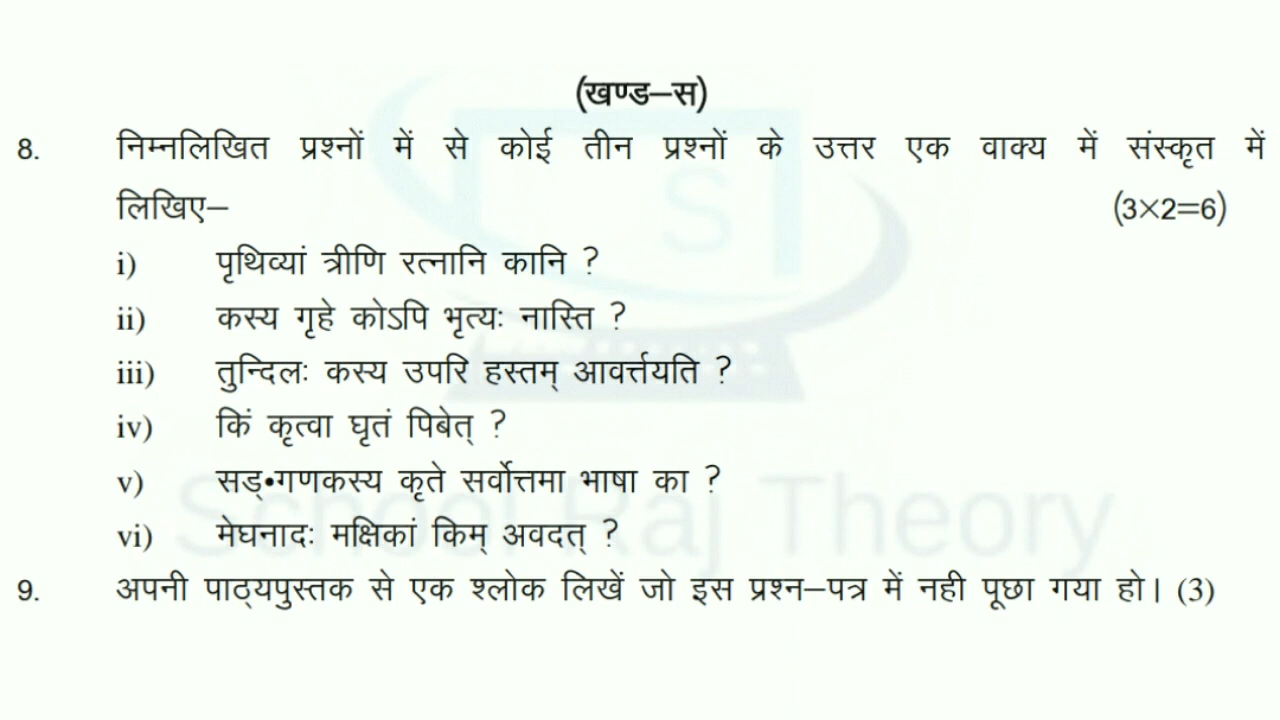 (खण्ड–स)
8. निम्नलिखित प्रश्नों में से कोई तीन प्रश्नों के उत्तर एक वाक्य में संस्कृत में
लिखिए– (3×2=6)
i) पृथिव्यां त्रीणि रत्नानि कानि ?
ii) कस्य गृहे कोऽपि भृत्यः नास्ति ?
iii) तुन्दिलः कस्य उपरि हस्तम् आवर्त्तयति ?
iv) किं कृत्वा घृतं पिबेत् ?
v) सड्•गणकस्य कृते सर्वोत्तमा भाषा का ?
vi) मेघनादः मक्षिकां किम् अवदत् ?
9. अपनी पाठ्यपुस्तक से एक श्लोक लिखें जो इस प्रश्न–पत्र में नही पूछा गया हो। (3)
S
School Raj Theory